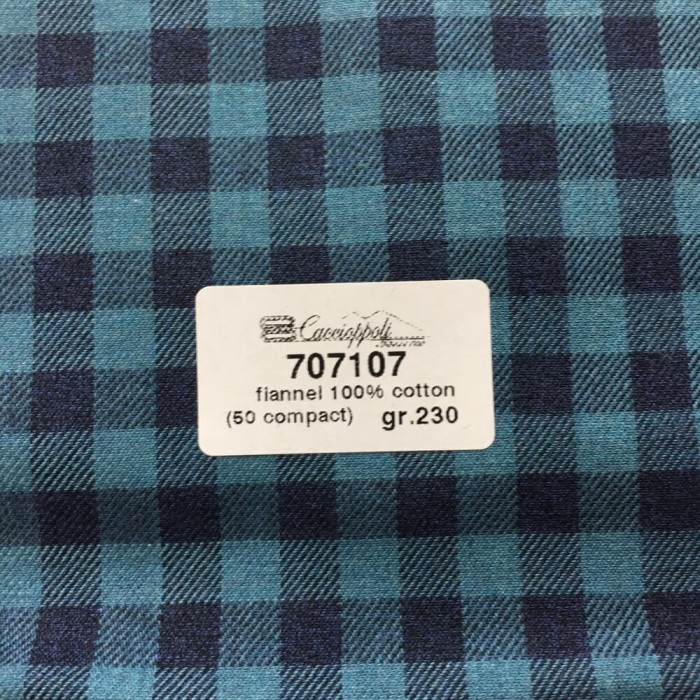 Caccioppoli
707107
flannel 100% cotton
(50 compact) gr.230